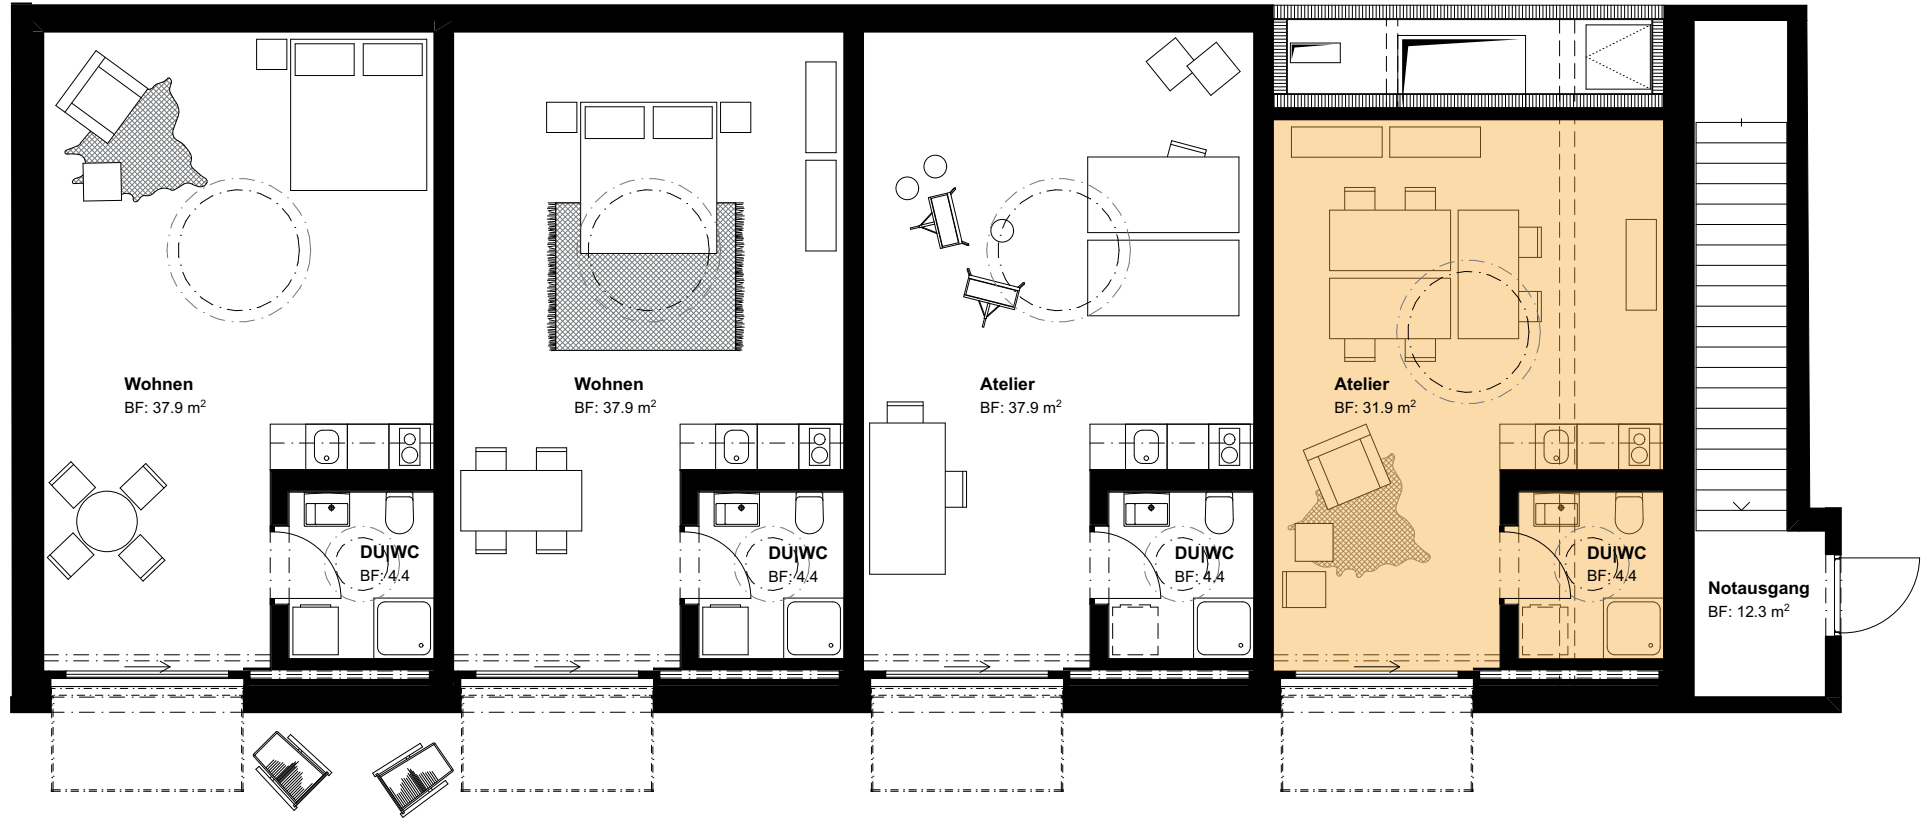 Wohnen
BF: 37.9 m²
Wohnen
BF: 37.9 m²
Atelier
BF: 37.9 m²
Atelier
BF: 31.9 m²
DU|WC
BF: 4.4
DU|WC
BF: 4.4
DU|WC
BF: 4.4
DU|WC
BF: 4.4
Notausgang
BF: 12.3 m²